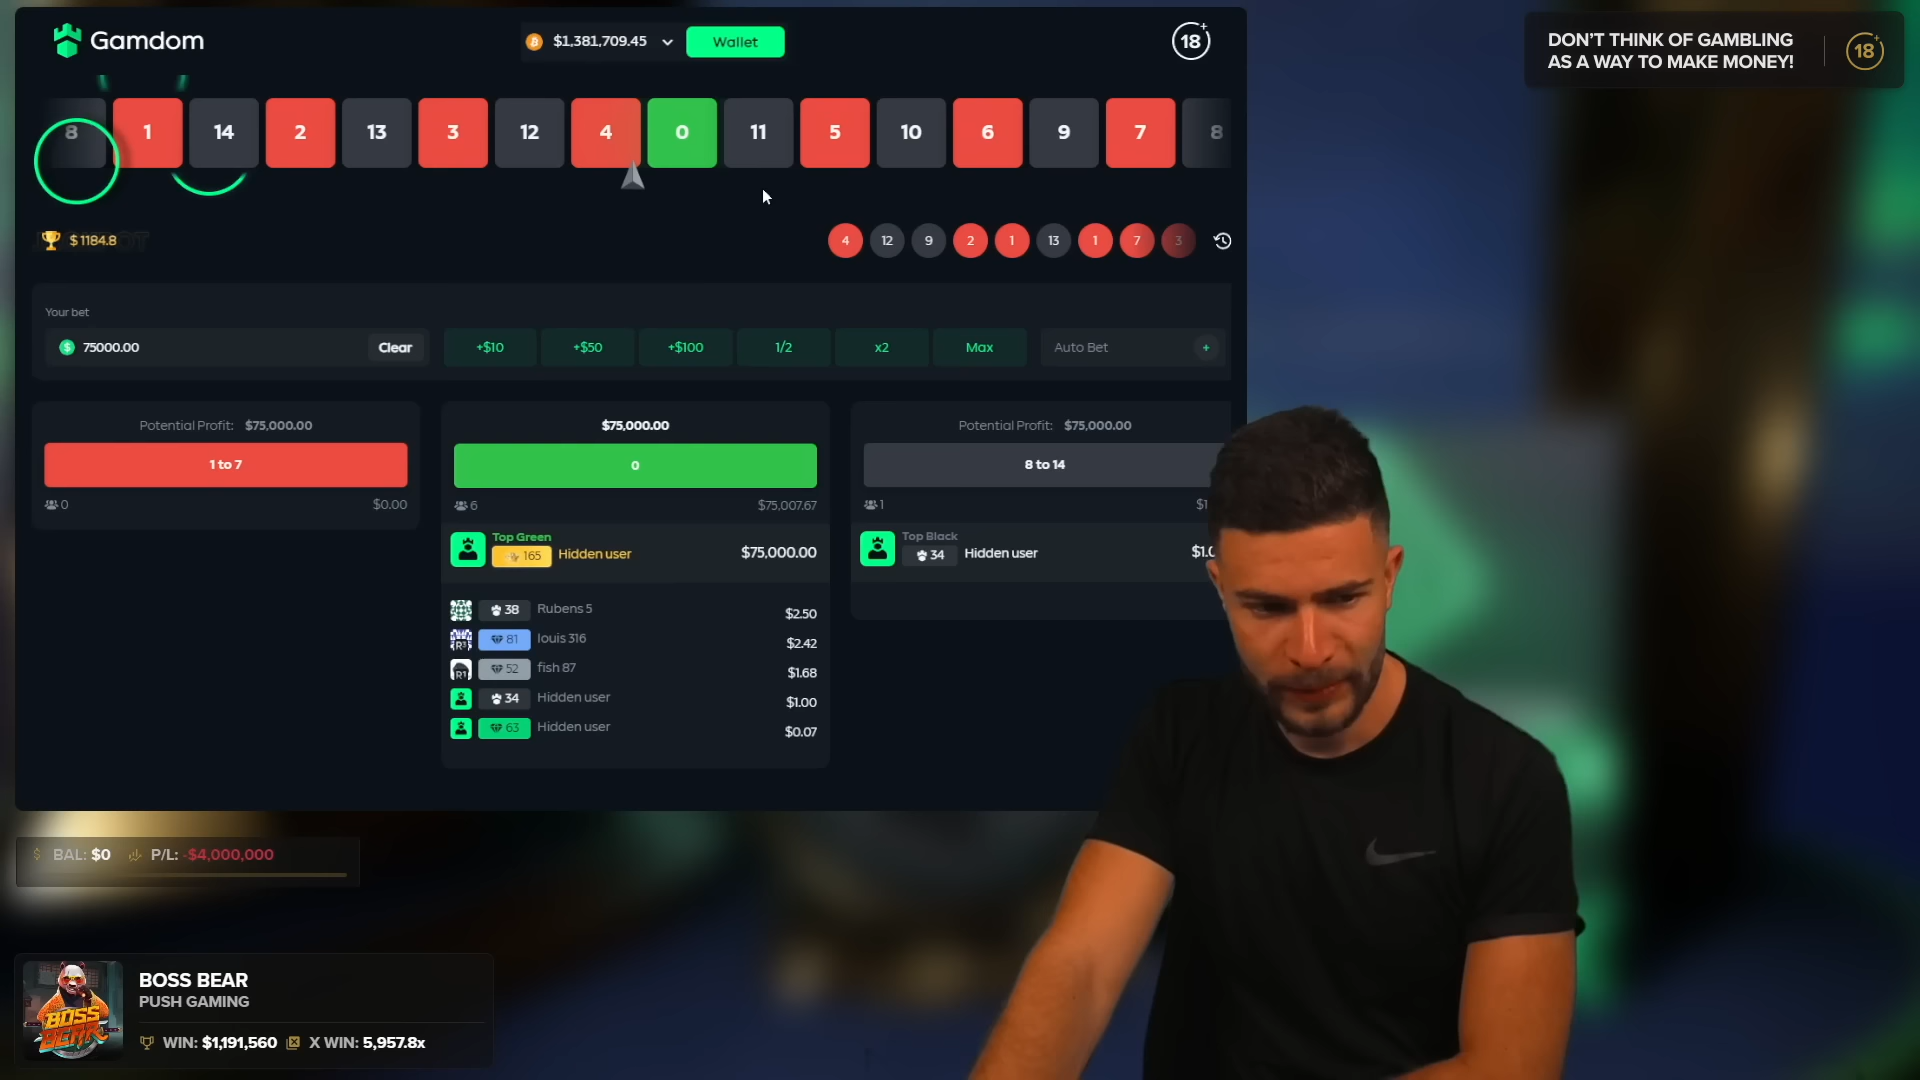 Gamdom
$1,381,709.45
Wallet
18+
DON'T THINK OF GAMBLING
AS A WAY TO MAKE MONEY!
18+
8 1 14 2 13 3 12 4 0 11 5 10 6 9 7 8
$1184.8
4 12 9 2 1 13 1 7 3
Your bet
$ 75000.00
Clear
+$10
+$50
+$100
1/2
x2
Max
Auto Bet +
Potential Profit: $75,000.00
1 to 7
0 $0.00
$75,000.00
0
6 $75,007.67
Top Green
165 Hidden user $75,000.00
38 Rubens 5 $2.50
81 louis 316 $2.42
52 fish 87 $1.68
34 Hidden user $1.00
63 Hidden user $0.07
Potential Profit: $75,000.00
8 to 14
1
Top Black
34 Hidden user
BAL: $0 P/L: -$4,000,000
BOSS BEAR
BOSS BEAR
PUSH GAMING
WIN: $1,191,560 X WIN: 5,957.8x